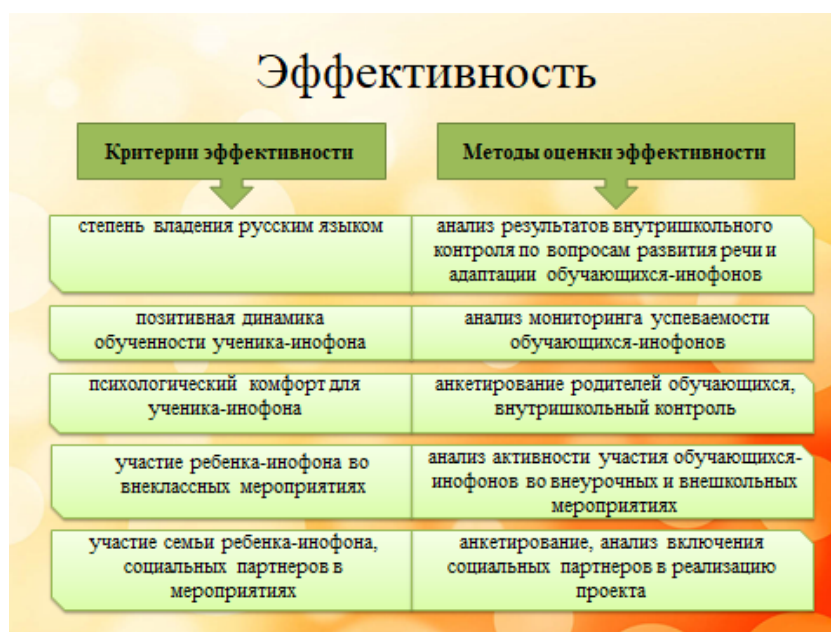 Эффективность
Критерии эффективности
Методы оценки эффективности
степень владения русским языком
анализ результатов внутришкольного
контроля по вопросам развития речи и
адаптации обучающихся-инофонов
позитивная динамика
обученности ученика-инофона
анализ мониторинга успеваемости
обучающихся-инофонов
психологический комфорт для
ученика-инофона
анкетирование родителей обучающихся,
внутришкольный контроль
участие ребенка-инофона во
внеклассных мероприятиях
анализ активности участия обучающихся-
инофонов во внеурочных и внешкольных
мероприятиях
участие семьи ребенка-инофона,
социальных партнеров в
мероприятиях
анкетирование, анализ включения
социальных партнеров в реализацию
проекта